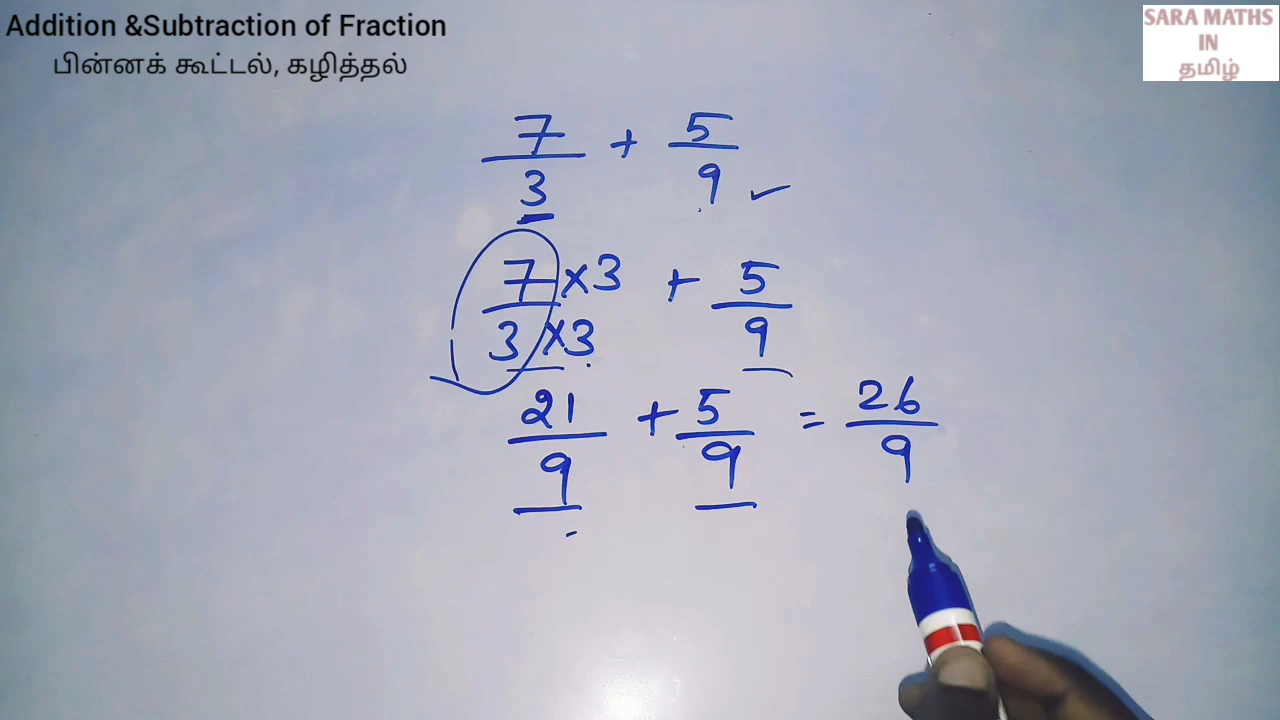 Addition &Subtraction of Fraction
பின்னக் கூட்டல், கழித்தல்
SARA MATHS
IN
தமிழ்
7/3 + 5/9 ✓
7×3/3×3 + 5/9
21/9 + 5/9 = 26/9